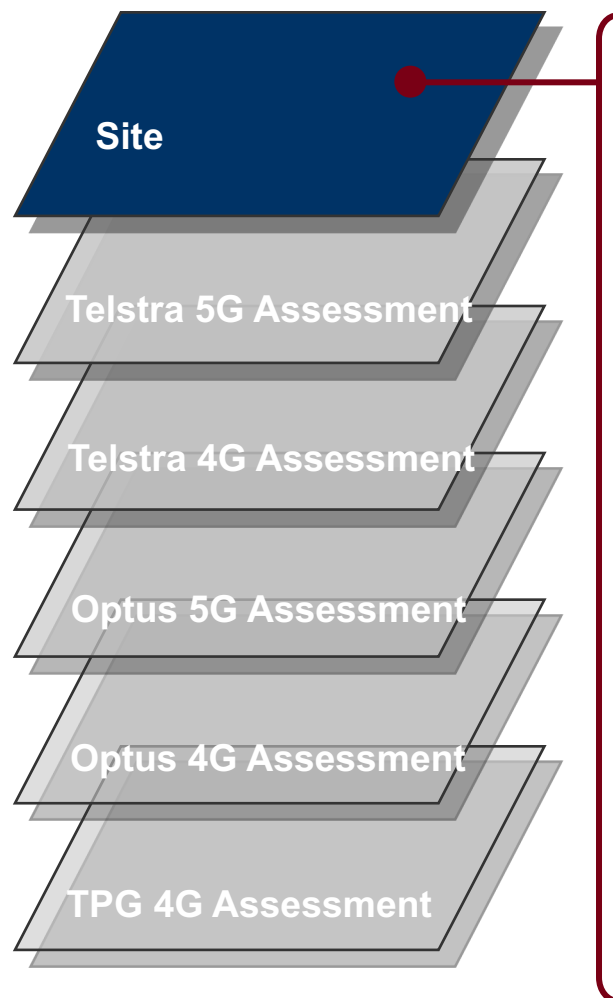 Site
Telstra 5G Assessment
Telstra 4G Assessment
Optus 5G Assessment
Optus 4G Assessment
TPG 4G Assessment